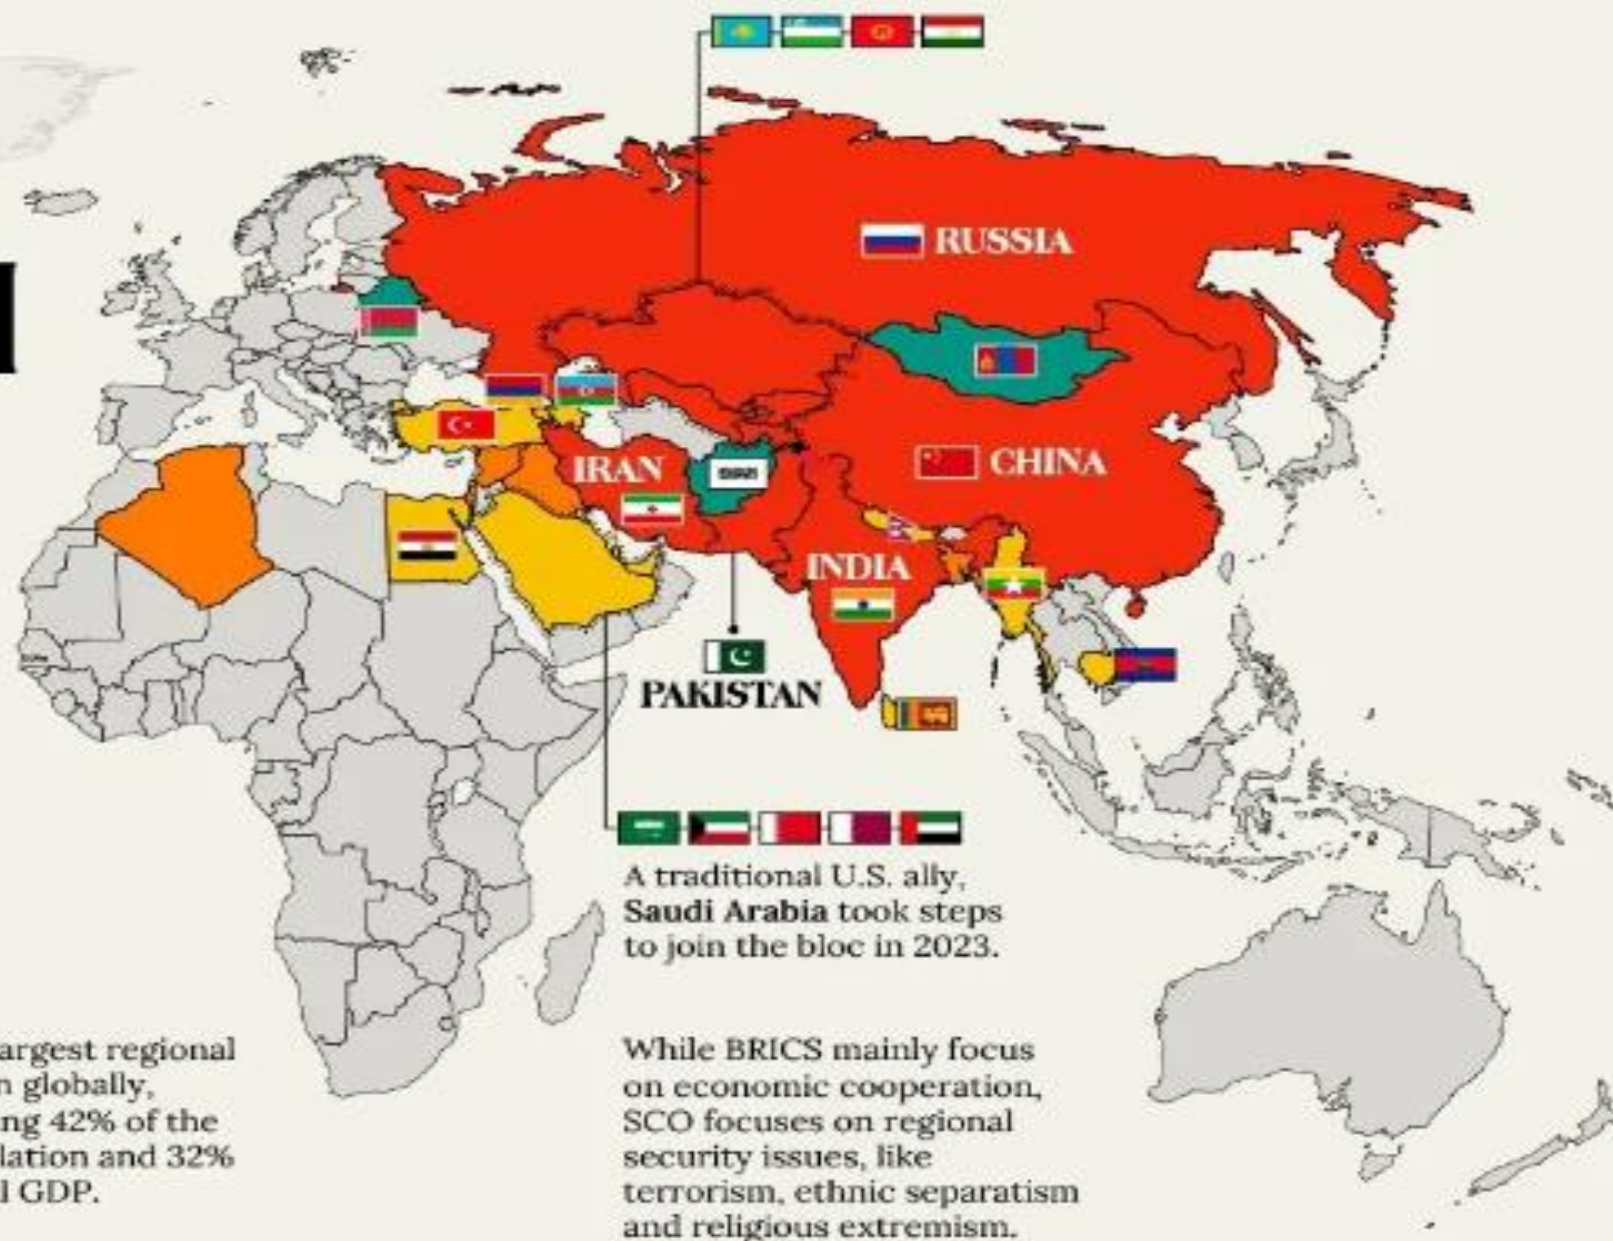 RUSSIA
CHINA
IRAN
INDIA
PAKISTAN
A traditional U.S. ally,
Saudi Arabia took steps
to join the bloc in 2023.
argest regional
n globally,
ng 42% of the
lation and 32%
l GDP.
While BRICS mainly focus
on economic cooperation,
SCO focuses on regional
security issues, like
terrorism, ethnic separatism
and religious extremism.